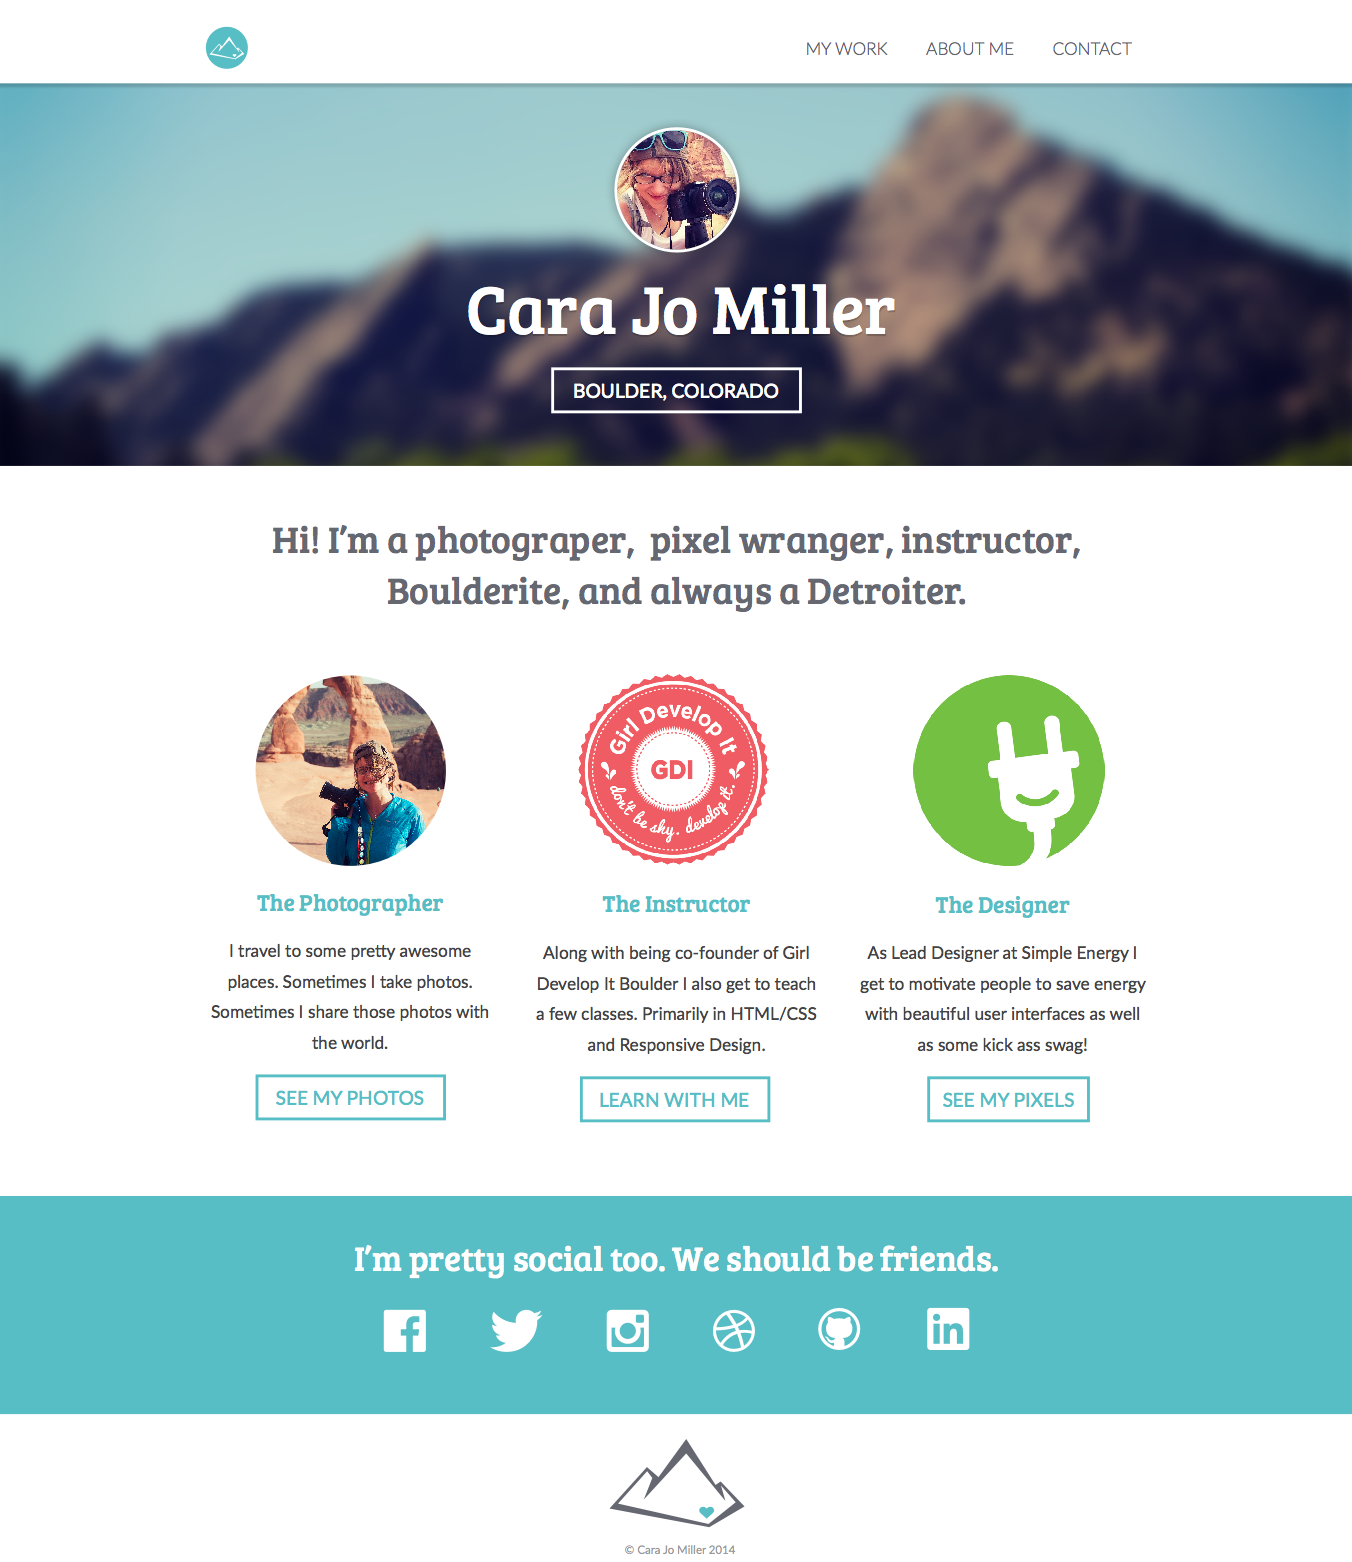 MY WORK ABOUT ME CONTACT
Cara Jo Miller
BOULDER, COLORADO
Hi! I'm a photograper, pixel wranger, instructor,
Boulderite, and always a Detroiter.
Girl Develop It
GDI
don't be shy. develop it.
The Photographer
I travel to some pretty awesome
places. Sometimes I take photos.
Sometimes I share those photos with
the world.
SEE MY PHOTOS
The Instructor
Along with being co-founder of Girl
Develop It Boulder I also get to teach
a few classes. Primarily in HTML/CSS
and Responsive Design.
LEARN WITH ME
The Designer
As Lead Designer at Simple Energy I
get to motivate people to save energy
with beautiful user interfaces as well
as some kick ass swag!
SEE MY PIXELS
I'm pretty social too. We should be friends.
in
© Cara Jo Miller 2014